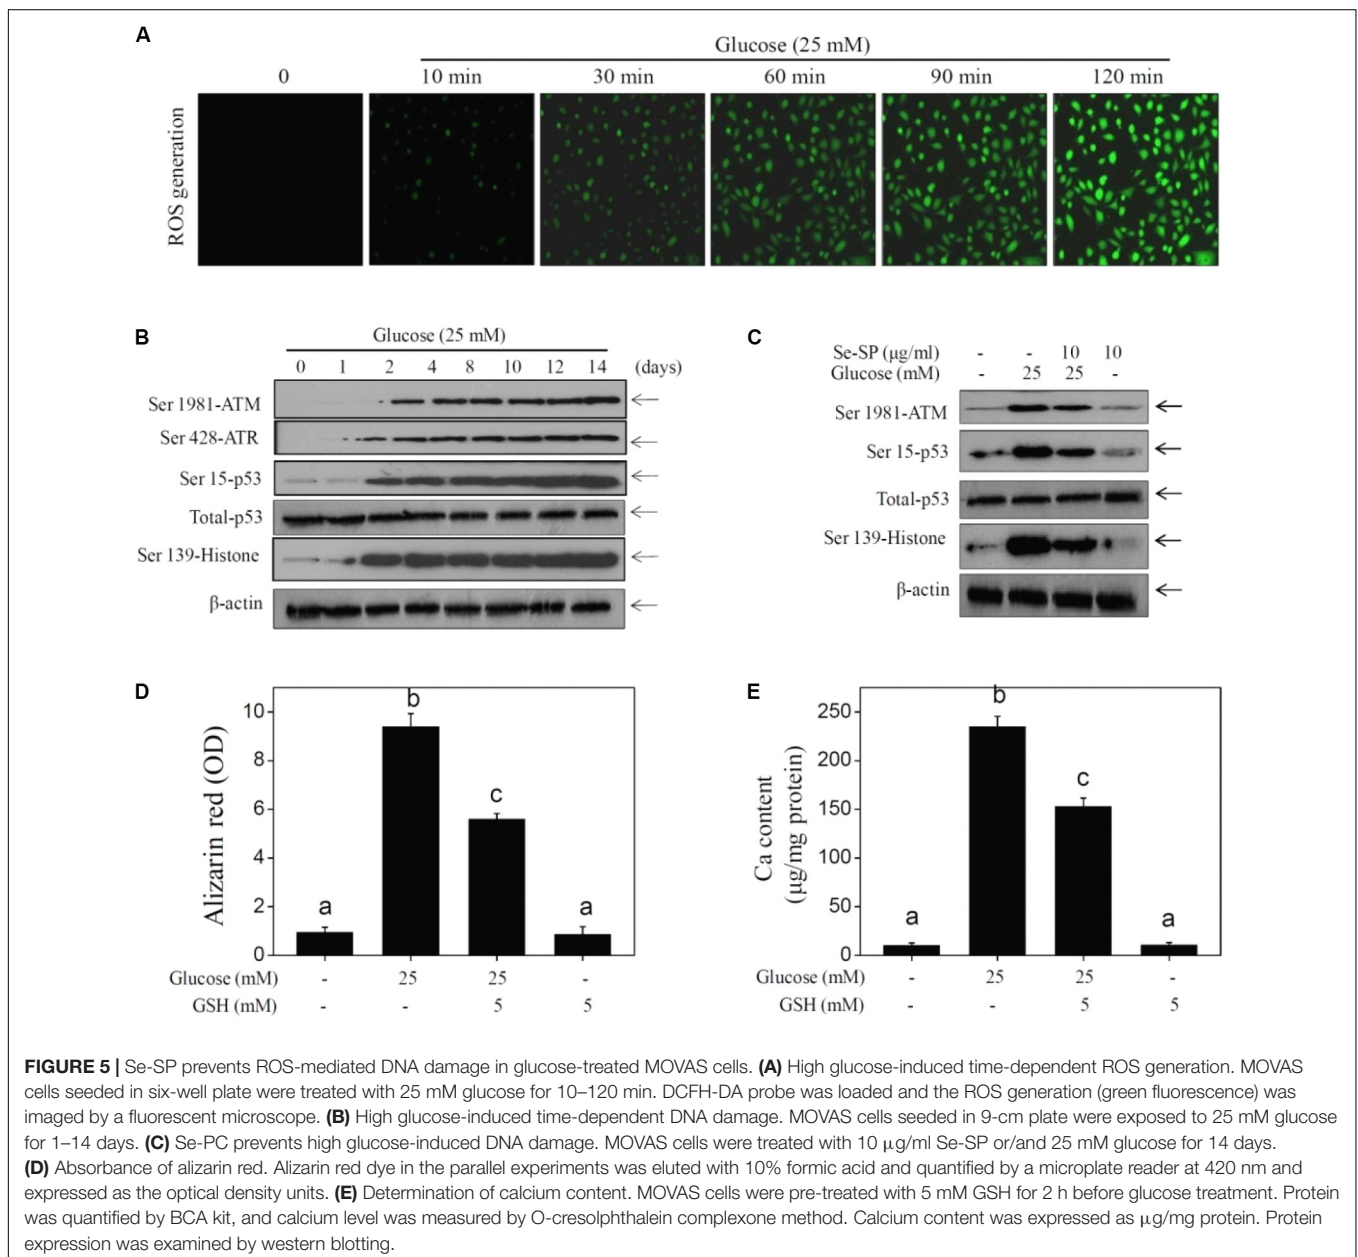 A
Glucose (25 mM)
0 10 min 30 min 60 min 90 min 120 min
ROS generation
B
Glucose (25 mM)
0 1 2 4 8 10 12 14 (days)
Ser 1981-ATM
Ser 428-ATR
Ser 15-p53
Total-p53
Ser 139-Histone
β-actin
C
Se-SP (μg/ml) - - 10 10
Glucose (mM) - 25 25 -
Ser 1981-ATM
Ser 15-p53
Total-p53
Ser 139-Histone
β-actin
D
Alizarin red (OD)
10
8
6
4
2
0
a b c a
Glucose (mM) - 25 25 -
GSH (mM) - - 5 5
E
Ca content
(μg/mg protein)
250
200
150
100
50
0
a b c a
Glucose (mM) - 25 25 -
GSH (mM) - - 5 5
FIGURE 5 | Se-SP prevents ROS-mediated DNA damage in glucose-treated MOVAS cells. (A) High glucose-induced time-dependent ROS generation. MOVAS
cells seeded in six-well plate were treated with 25 mM glucose for 10–120 min. DCFH-DA probe was loaded and the ROS generation (green fluorescence) was
imaged by a fluorescent microscope. (B) High glucose-induced time-dependent DNA damage. MOVAS cells seeded in 9-cm plate were exposed to 25 mM glucose
for 1–14 days. (C) Se-PC prevents high glucose-induced DNA damage. MOVAS cells were treated with 10 μg/ml Se-SP or/and 25 mM glucose for 14 days.
(D) Absorbance of alizarin red. Alizarin red dye in the parallel experiments was eluted with 10% formic acid and quantified by a microplate reader at 420 nm and
expressed as the optical density units. (E) Determination of calcium content. MOVAS cells were pre-treated with 5 mM GSH for 2 h before glucose treatment. Protein
was quantified by BCA kit, and calcium level was measured by O-cresolphthalein complexone method. Calcium content was expressed as μg/mg protein. Protein
expression was examined by western blotting.